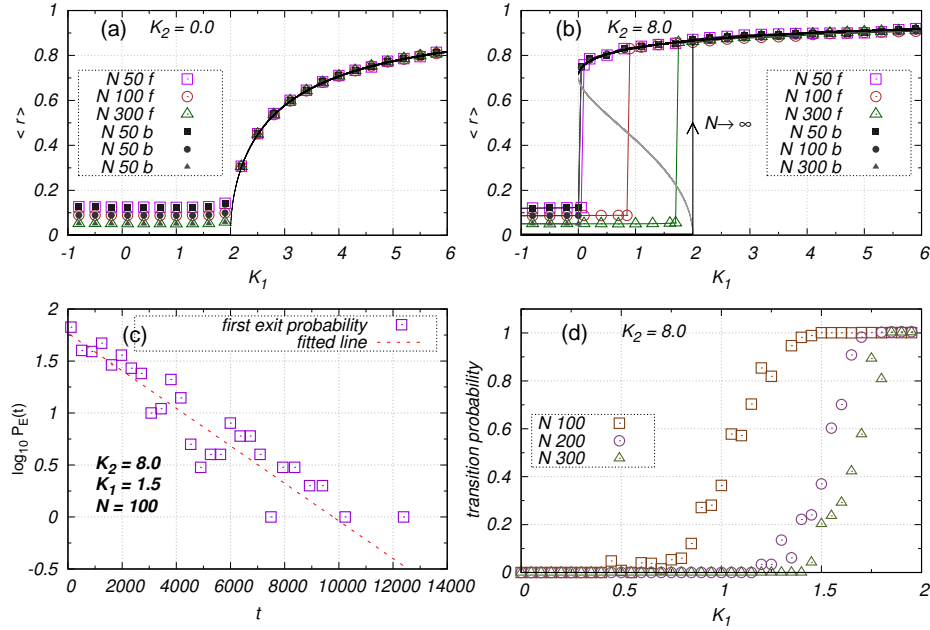 (a)
K2 = 0.0
N 50 f
N 100 f
N 300 f
N 50 b
N 50 b
N 50 b
< r >
1
0.8
0.6
0.4
0.2
0
-1 0 1 2 3 4 5 6
K1
(b)
K2 = 8.0
N 50 f
N 100 f
N 300 f
N 50 b
N 100 b
N 300 b
N→∞
< r >
1
0.8
0.6
0.4
0.2
0
-1 0 1 2 3 4 5 6
K1
(c)
first exit probability
fitted line
K2 = 8.0
K1 = 1.5
N = 100
log10 PE(t)
2
1.5
1
0.5
0
-0.5
0 2000 4000 6000 8000 10000 12000 14000
t
(d)
K2 = 8.0
N 100
N 200
N 300
transition probability
1
0.8
0.6
0.4
0.2
0
0 0.5 1 1.5 2
K1